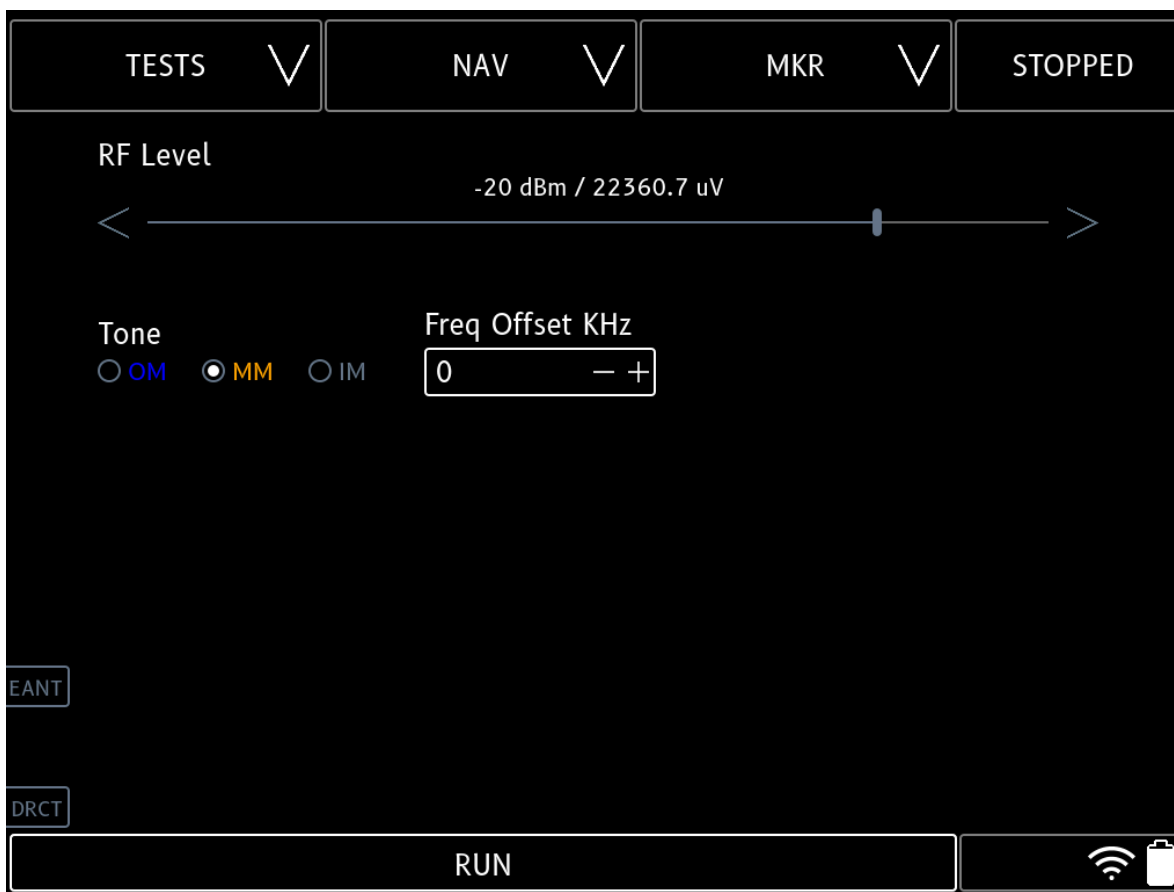 TESTS NAV MKR STOPPED
RF Level
-20 dBm / 22360.7 uV
Tone
OM MM IM
Freq Offset KHz
0
EANT
DRCT
RUN